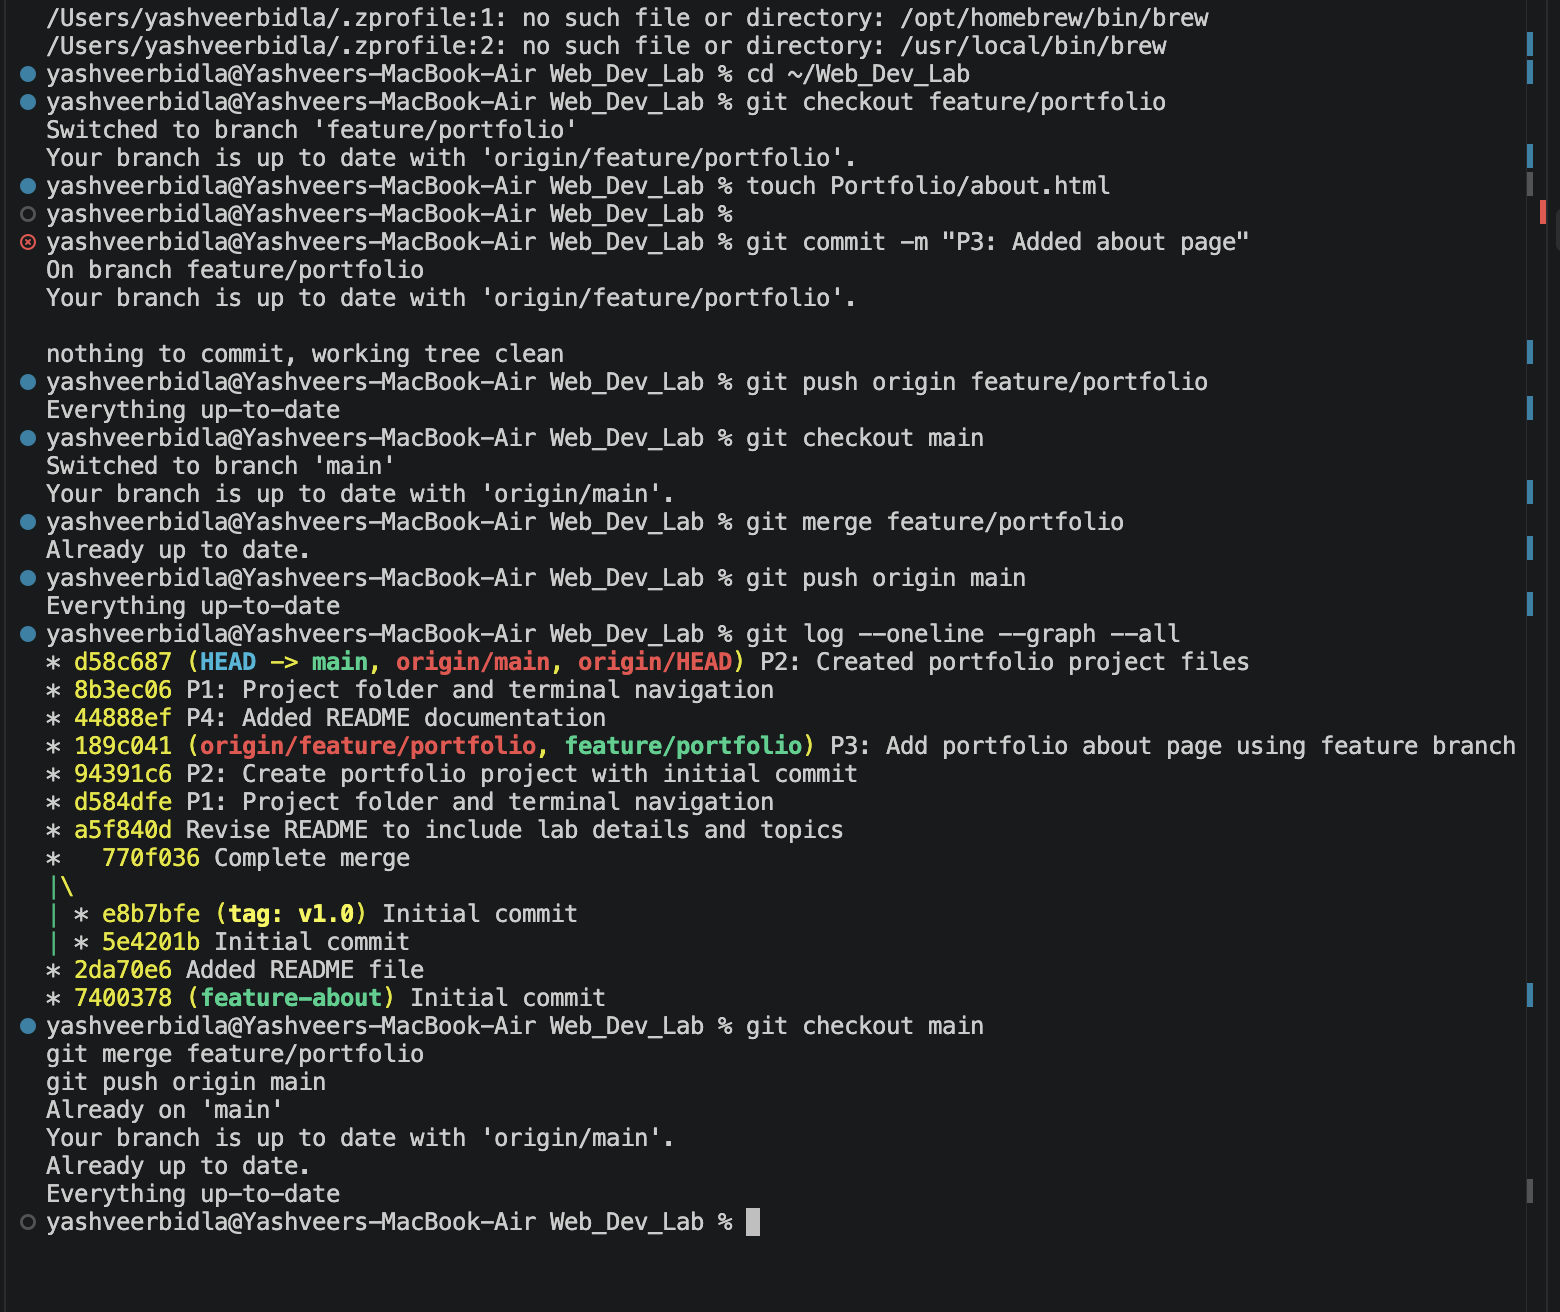 /Users/yashveerbidla/.zprofile:1: no such file or directory: /opt/homebrew/bin/brew
/Users/yashveerbidla/.zprofile:2: no such file or directory: /usr/local/bin/brew
yashveerbidla@Yashveers-MacBook-Air Web_Dev_Lab % cd ~/Web_Dev_Lab
yashveerbidla@Yashveers-MacBook-Air Web_Dev_Lab % git checkout feature/portfolio
Switched to branch 'feature/portfolio'
Your branch is up to date with 'origin/feature/portfolio'.
yashveerbidla@Yashveers-MacBook-Air Web_Dev_Lab % touch Portfolio/about.html
yashveerbidla@Yashveers-MacBook-Air Web_Dev_Lab %
yashveerbidla@Yashveers-MacBook-Air Web_Dev_Lab % git commit -m "P3: Added about page"
On branch feature/portfolio
Your branch is up to date with 'origin/feature/portfolio'.

nothing to commit, working tree clean
yashveerbidla@Yashveers-MacBook-Air Web_Dev_Lab % git push origin feature/portfolio
Everything up-to-date
yashveerbidla@Yashveers-MacBook-Air Web_Dev_Lab % git checkout main
Switched to branch 'main'
Your branch is up to date with 'origin/main'.
yashveerbidla@Yashveers-MacBook-Air Web_Dev_Lab % git merge feature/portfolio
Already up to date.
yashveerbidla@Yashveers-MacBook-Air Web_Dev_Lab % git push origin main
Everything up-to-date
yashveerbidla@Yashveers-MacBook-Air Web_Dev_Lab % git log --oneline --graph --all
* d58c687 (HEAD -> main, origin/main, origin/HEAD) P2: Created portfolio project files
* 8b3ec06 P1: Project folder and terminal navigation
* 44888ef P4: Added README documentation
* 189c041 (origin/feature/portfolio, feature/portfolio) P3: Add portfolio about page using feature branch
* 94391c6 P2: Create portfolio project with initial commit
* d584dfe P1: Project folder and terminal navigation
* a5f840d Revise README to include lab details and topics
*   770f036 Complete merge
|\
| * e8b7bfe (tag: v1.0) Initial commit
| * 5e4201b Initial commit
* 2da70e6 Added README file
* 7400378 (feature-about) Initial commit
yashveerbidla@Yashveers-MacBook-Air Web_Dev_Lab % git checkout main
git merge feature/portfolio
git push origin main
Already on 'main'
Your branch is up to date with 'origin/main'.
Already up to date.
Everything up-to-date
yashveerbidla@Yashveers-MacBook-Air Web_Dev_Lab %